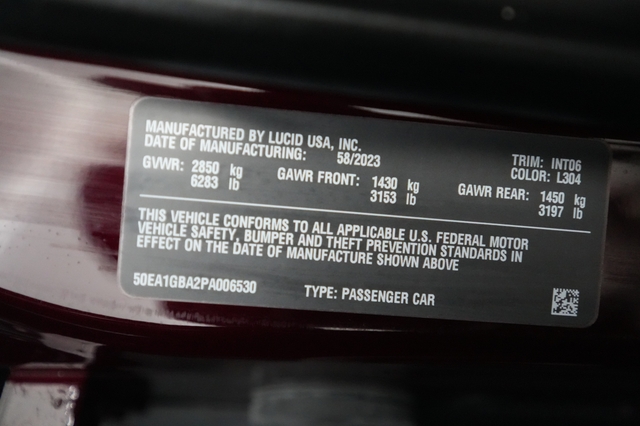 MANUFACTURED BY LUCID USA, INC.
DATE OF MANUFACTURING: 58/2023
TRIM: INT06
COLOR: L304
GVWR: 2850 kg
6283 lb
GAWR FRONT: 1430 kg
3153 lb
GAWR REAR: 1450 kg
3197 lb
THIS VEHICLE CONFORMS TO ALL APPLICABLE U.S. FEDERAL MOTOR
VEHICLE SAFETY, BUMPER AND THEFT PREVENTION STANDARDS IN
EFFECT ON THE DATE OF MANUFACTURE SHOWN ABOVE
50EA1GBA2PA006530
TYPE: PASSENGER CAR